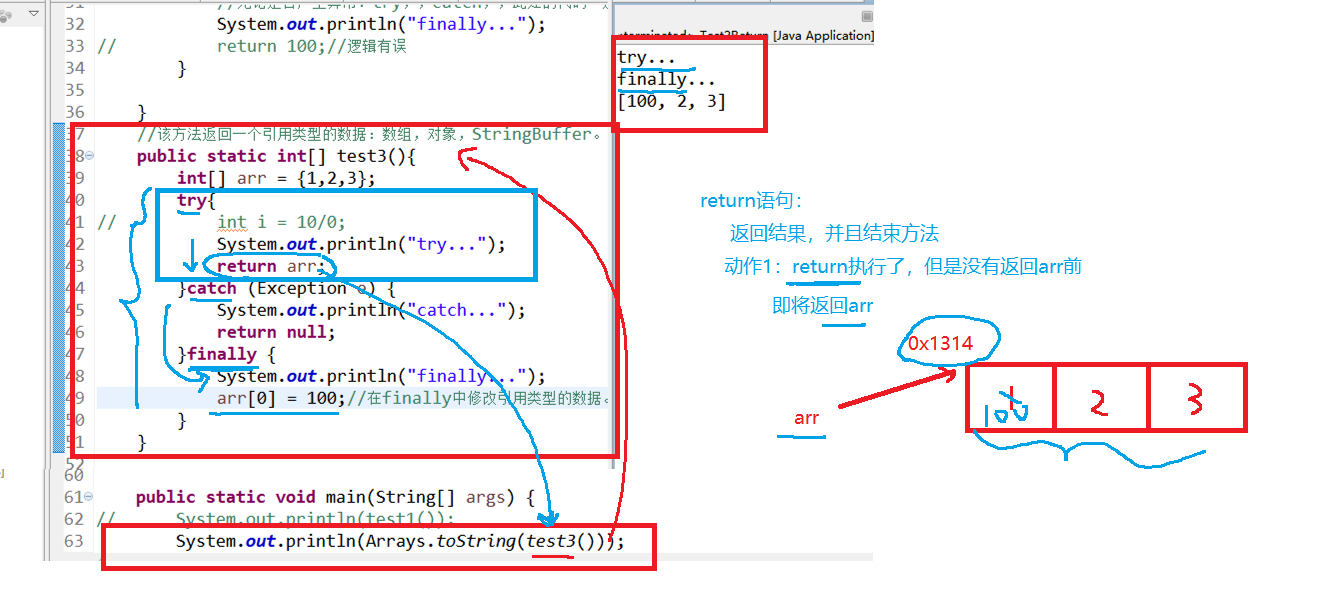 32 System.out.println("finally...");
33 // return 100;//逻辑有误
34 }
35
36 }
37 //该方法返回一个引用类型的数据：数组，对象，StringBuffer。
38 public static int[] test3(){
39 int[] arr = {1,2,3};
40 try{
41 // int i = 10/0;
42 System.out.println("try...");
43 return arr;
44 }catch (Exception e) {
45 System.out.println("catch...");
46 return null;
47 }finally {
48 System.out.println("finally...");
49 arr[0] = 100;//在finally中修改引用类型的数据。
50 }
51 }
52
60
61 public static void main(String[] args) {
62 // System.out.println(test1());
63 System.out.println(Arrays.toString(test3()));
[Java Application]
try...
finally...
[100, 2, 3]
return语句：
返回结果，并且结束方法
动作1：return执行了，但是没有返回arr前
即将返回arr
0x1314
arr
1 2 3
100